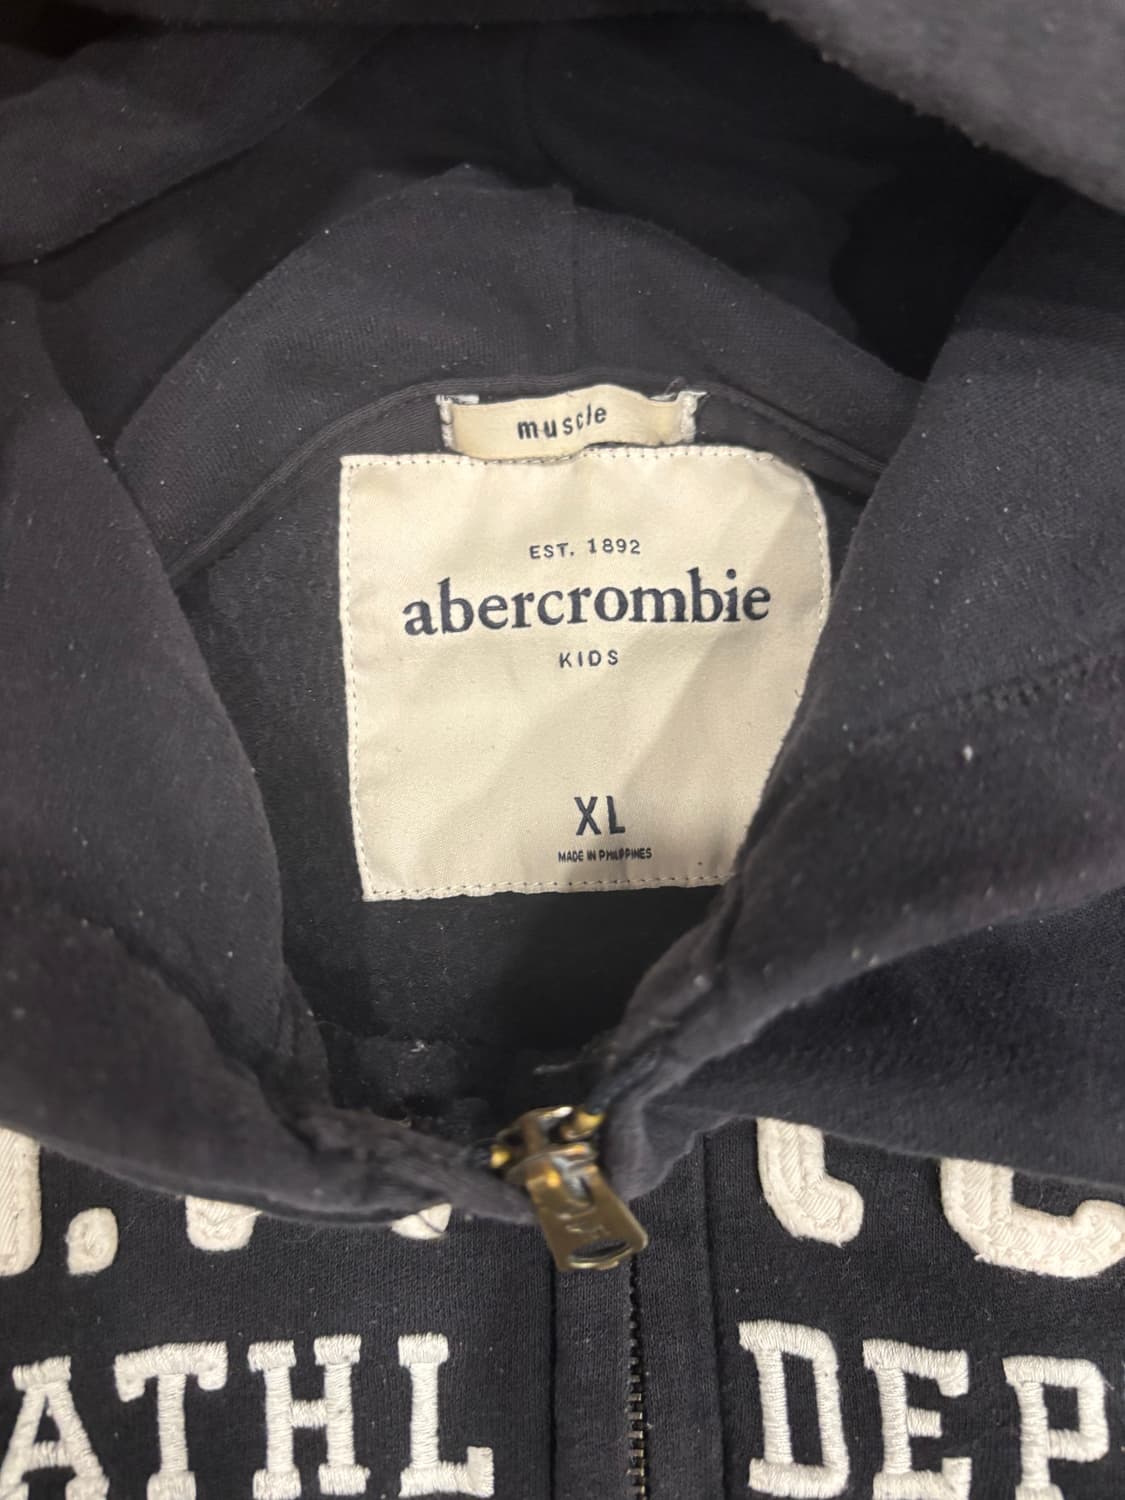 muscle
EST. 1892
abercrombie
KIDS
XL
MADE IN PHILIPPINES
ATHL DEP